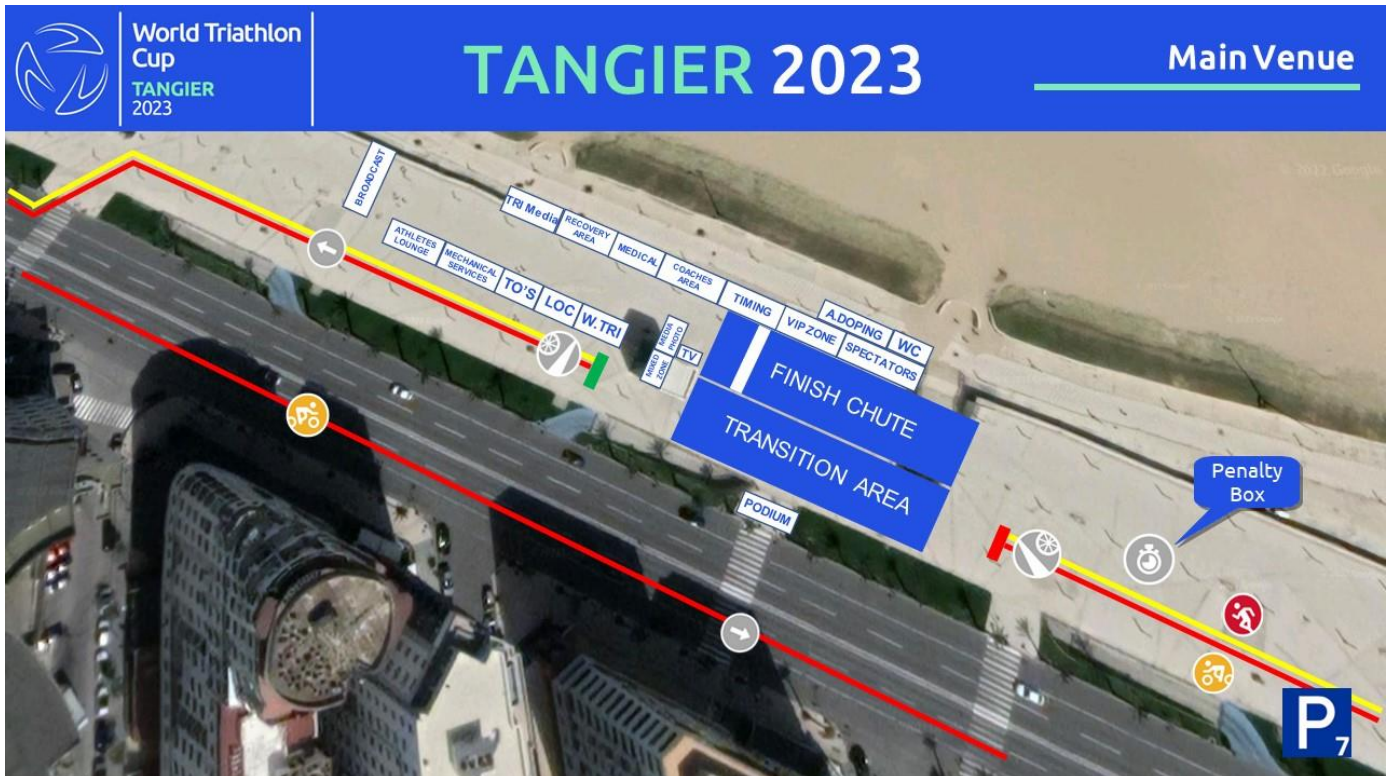 World Triathlon
Cup
TANGIER
2023
TANGIER 2023
Main Venue
BROADCAST
TRI Media
RECOVERY
AREA
MEDICAL
COACHES
AREA
TIMING
VIP ZONE
SPECTATORS
A.DOPING
WC
ATHLETES
LOUNGE
MECHANICAL
SERVICES
TO'S
LOC
W.TRI
MEDIA
PHOTO
MIXED
ZONE
TV
FINISH CHUTE
TRANSITION AREA
PODIUM
Penalty
Box
P7